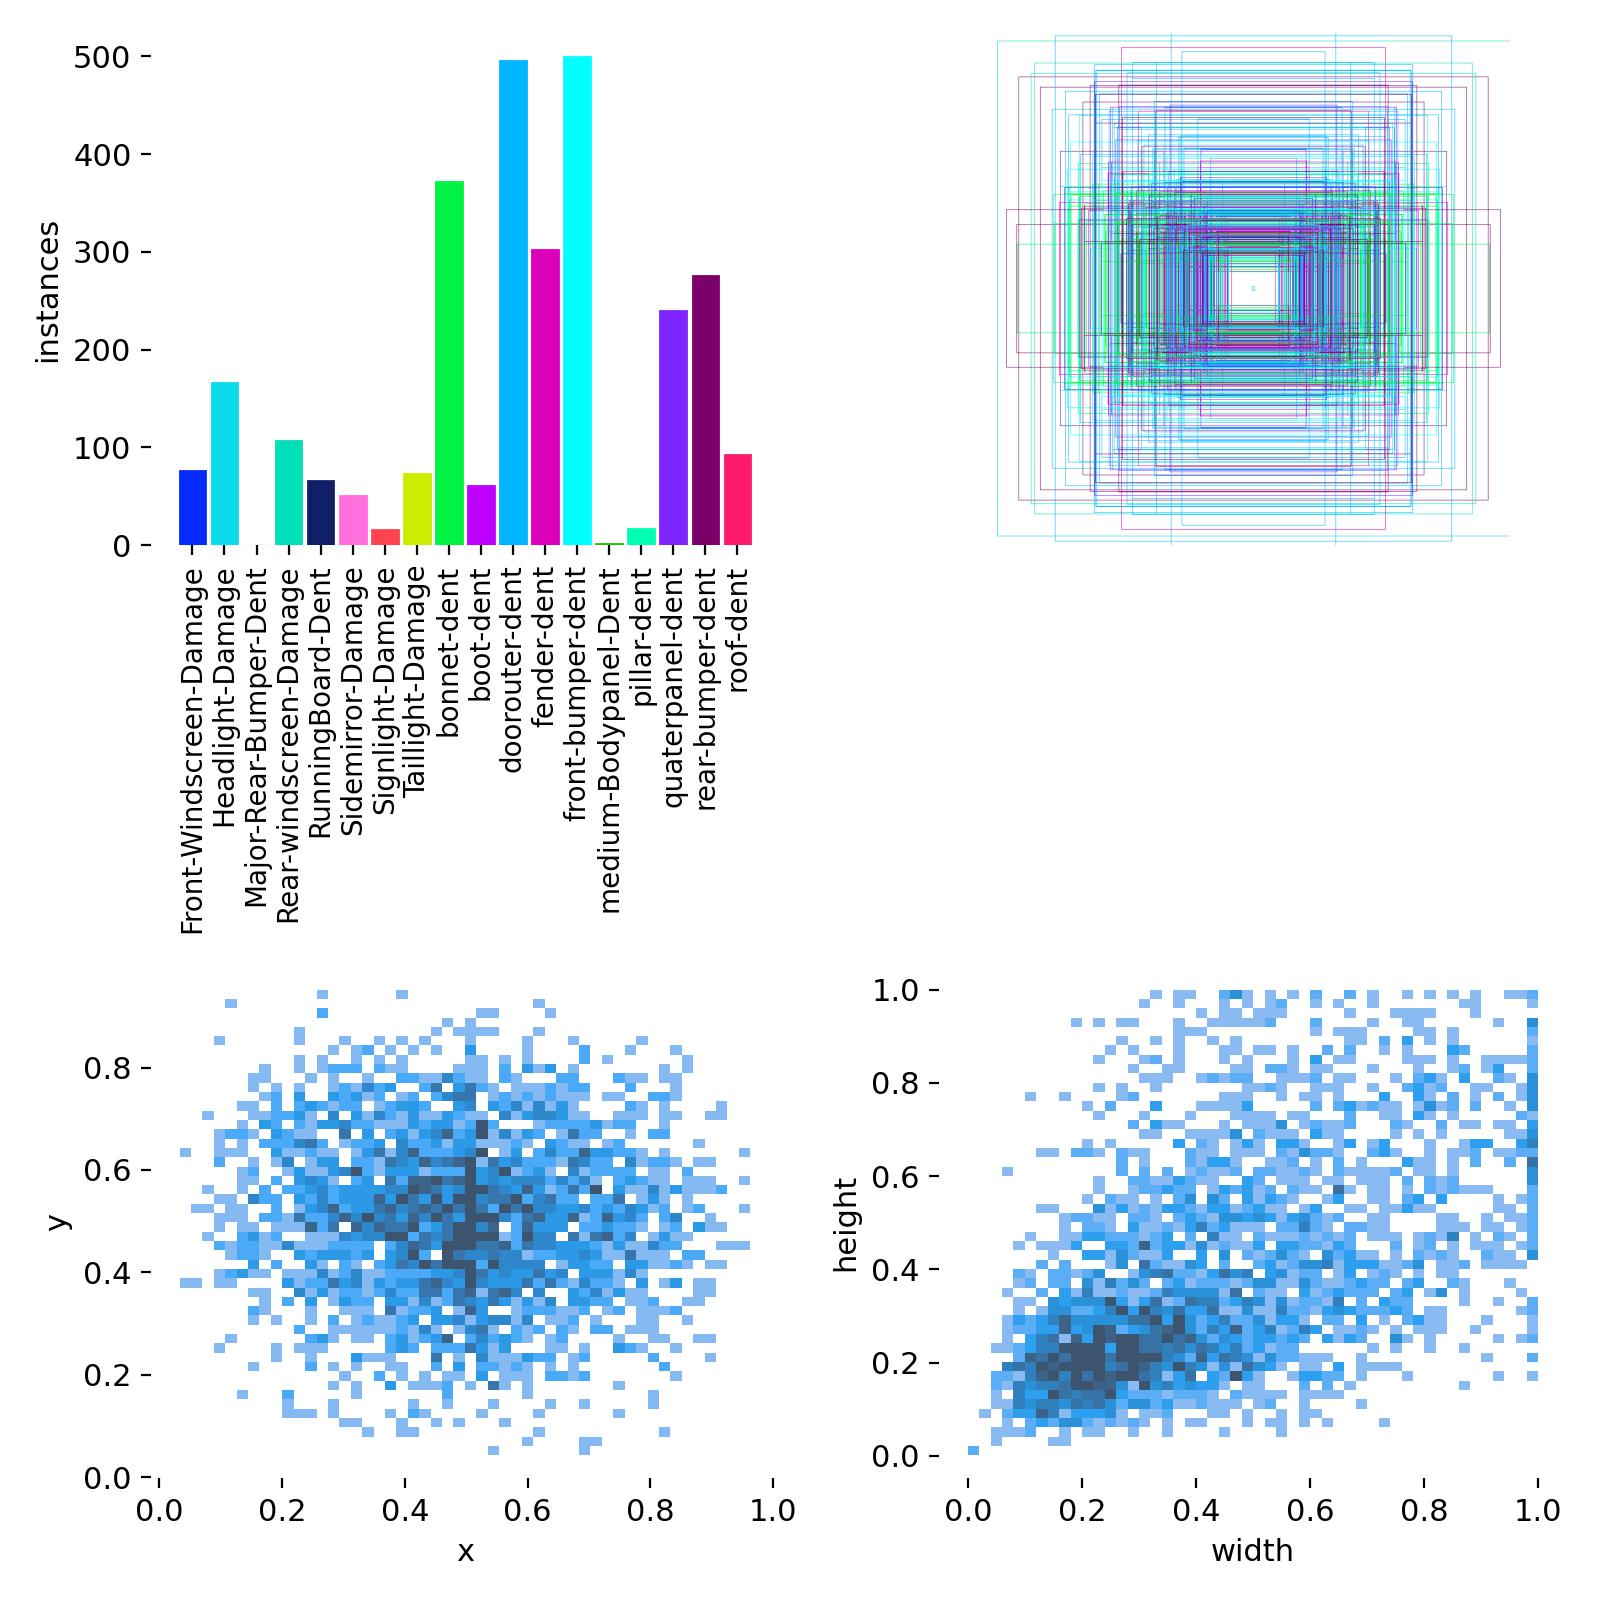 500
400
300
200
100
0
instances
Front-Windscreen-Damage
Headlight-Damage
Major-Rear-Bumper-Dent
Rear-windscreen-Damage
RunningBoard-Dent
Sidemirror-Damage
Signlight-Damage
Taillight-Damage
bonnet-dent
boot-dent
doorouter-dent
fender-dent
front-bumper-dent
medium-Bodypanel-Dent
pillar-dent
quaterpanel-dent
rear-bumper-dent
roof-dent
0.8
0.6
0.4
0.2
0.0
y
0.0 0.2 0.4 0.6 0.8 1.0
x
1.0
0.8
0.6
0.4
0.2
0.0
height
0.0 0.2 0.4 0.6 0.8 1.0
width